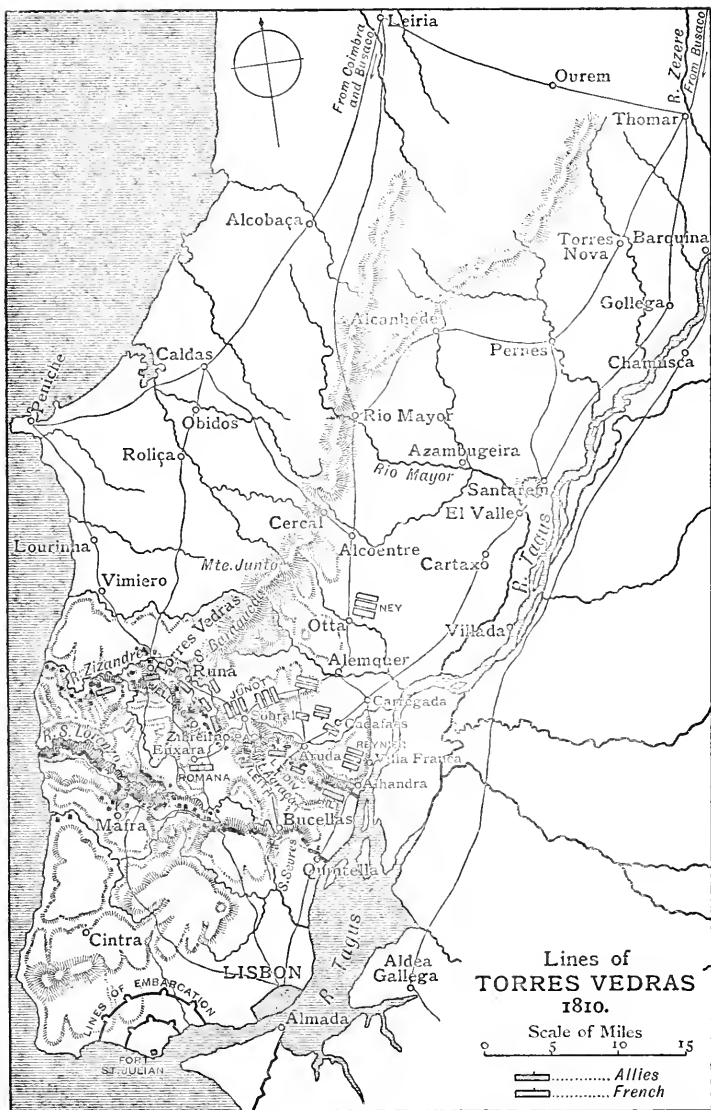 Leiria
From Coimbra
and Busaco
Ourem
R. Zezere
From Busaco
Thomar
Alcobaça
Torres
Nova
Barquina
Gollega
Alcanhede
Pernes
Chamusca
Caldas
Peniche
Obidos
Rio Mayor
Roliça
Azambugeira
Rio Mayor
Santarem
El Valle
Cercal
Alcoentre
Lourinha
Mte. Junto
Cartaxo
R. Tagus
Vimiero
NEY
Otta
Villada
Torres Vedras
S. Barraqueda
R. Zizandre
Runa
Alemquer
JUNOT
Carregada
Sobral
Cadafaes
Zibreira
Enxara
REYNIER
Villa Franca
Aruda
ROMANA
Alhandra
Mafra
Bucellas
Quintella
Cintra
LISBON
R. Tagus
Aldea
Gallega
LINES OF EMBARCATION
Almada
FORT
ST. JULIAN
Lines of
TORRES VEDRAS
1810.
Scale of Miles
0 5 10 15
Allies
French